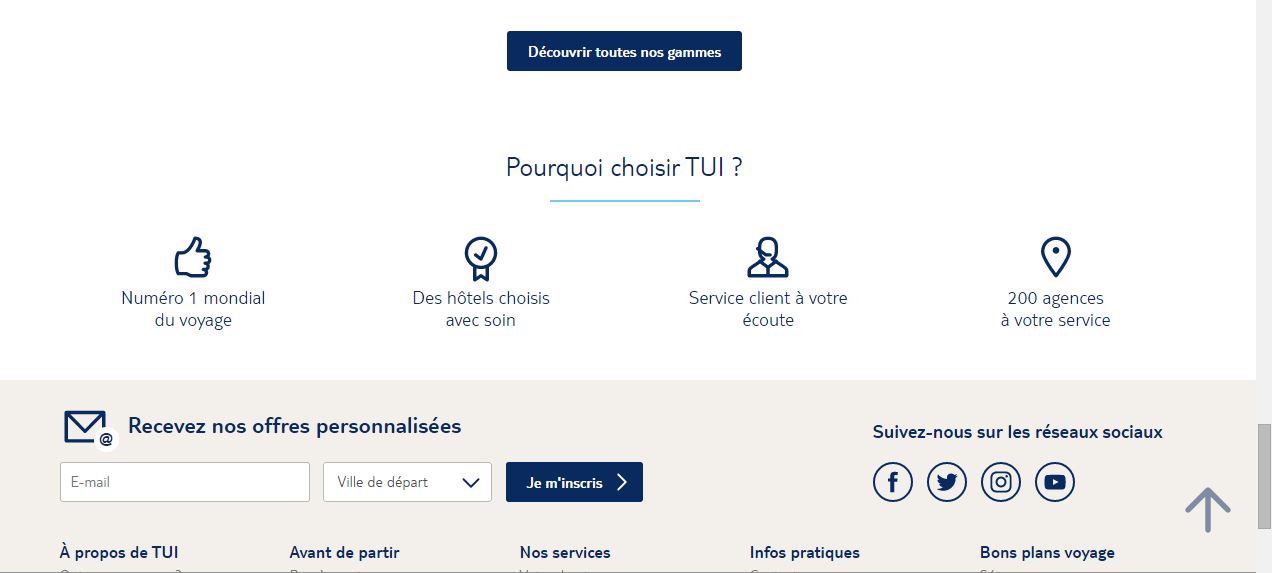 Découvrir toutes nos gammes
Pourquoi choisir TUI ?
Numéro 1 mondial
du voyage
Des hôtels choisis
avec soin
Service client à votre
écoute
200 agences
à votre service
@
Recevez nos offres personnalisées
Suivez-nous sur les réseaux sociaux
E-mail
Ville de départ
Je m'inscris
À propos de TUI
Avant de partir
Nos services
Infos pratiques
Bons plans voyage